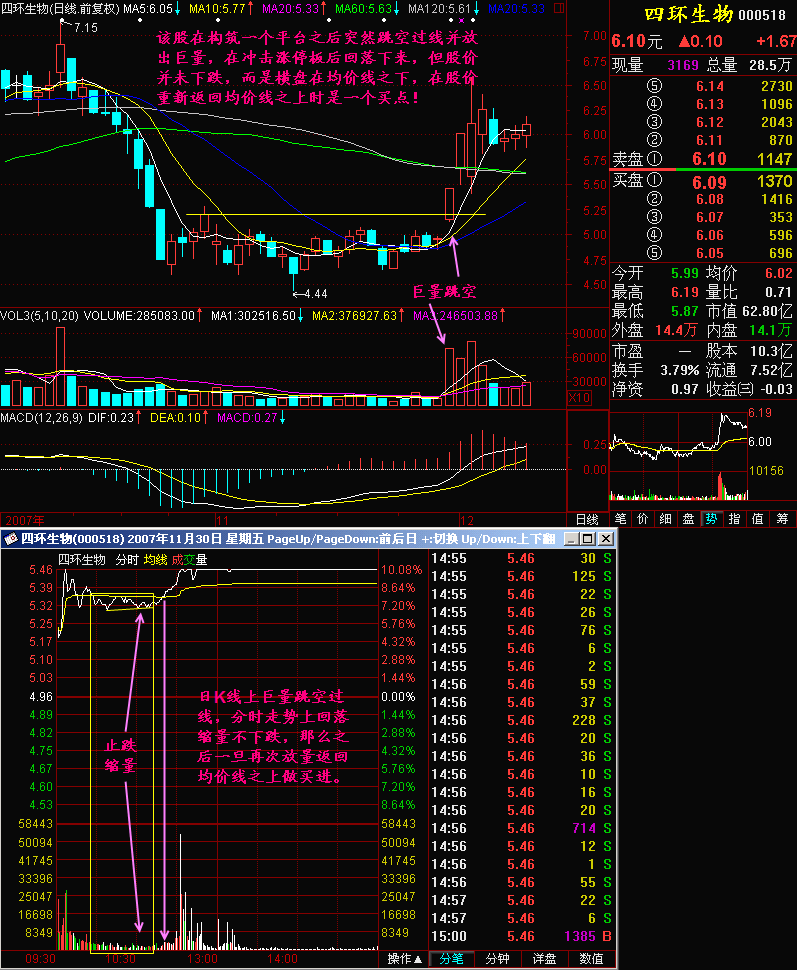 四环生物(日线.前复权) MA5:6.05↓ MA10:5.77↑ MA20:5.33↑ MA60:5.63↓ MA120:5.61↓ MA20:5.33
7.15
该股在构筑一个平台之后突然跳空过线并放
出巨量，在冲击涨停板后回落下来，但股价
并未下跌，而是横盘在均价线之下，在股价
重新返回均价线之上时是一个买点！
7.00
6.75
6.50
6.25
6.00
5.75
5.50
5.25
5.00
4.75
4.50
←4.44
巨量跳空
VOL3(5,10,20) VOLUME:285083.00↑ MA1:302516.50↓ MA2:376927.63↑ MA3:246503.88↑
90000
60000
30000
X10
MACD(12,26,9) DIF:0.23↑ DEA:0.10↑ MACD:0.27↓
0.25
0.00
2007年 11 12 日线
四环生物 000518
6.10元 ▲0.10 +1.67
现量 3169 总量 28.5万
⑤ 6.14 2730
④ 6.13 1096
③ 6.12 2043
② 6.11 870
卖盘① 6.10 1147
买盘① 6.09 1370
② 6.08 1416
③ 6.07 353
④ 6.06 596
⑤ 6.05 696
今开 5.99 均价 6.02
最高 6.19 量比 0.71
最低 5.87 市值 62.80亿
外盘 14.4万 内盘 14.1万
市盈 — 股本 10.3亿
换手 3.79% 流通 7.52亿
净资 0.97 收益㈢ -0.03
6.19
6.00
10156
笔 价 细 盘 势 指 值 筹
四环生物(000518) 2007年11月30日 星期五 PageUp/PageDown:前后日 +:切换 Up/Down:上下翻
四环生物 分时 均线 成交量
5.46 10.08%
5.39 8.64%
5.32 7.20%
5.25 5.76%
5.17 4.32%
5.10 2.88%
5.03 1.44%
4.96 0.00%
4.89 1.44%
4.82 2.88%
4.75 4.32%
4.67 5.76%
4.60 7.20%
4.53 8.64%
58443 58443
50094 50094
41745 41745
33396 33396
25047 25047
16698 16698
8349 8349
止跌
缩量
日K线上巨量跳空过
线，分时走势上回落
缩量不下跌，那么之
后一旦再次放量返回
均价线之上做买进。
09:30 10:30 13:00 14:00 操作▲
14:55 5.46 30 S
14:55 5.46 125 S
14:55 5.46 22 S
14:55 5.46 26 S
14:55 5.46 76 S
14:55 5.46 6 S
14:55 5.46 2 S
14:56 5.46 59 S
14:56 5.46 37 S
14:56 5.46 228 S
14:56 5.46 20 S
14:56 5.46 36 S
14:56 5.46 10 S
14:56 5.46 16 S
14:56 5.46 20 S
14:56 5.46 714 S
14:56 5.46 12 S
14:56 5.46 1 S
14:56 5.46 55 S
14:57 5.46 22 S
14:57 5.46 6 S
15:00 5.46 1385 B
分笔 分钟 详盘 数值